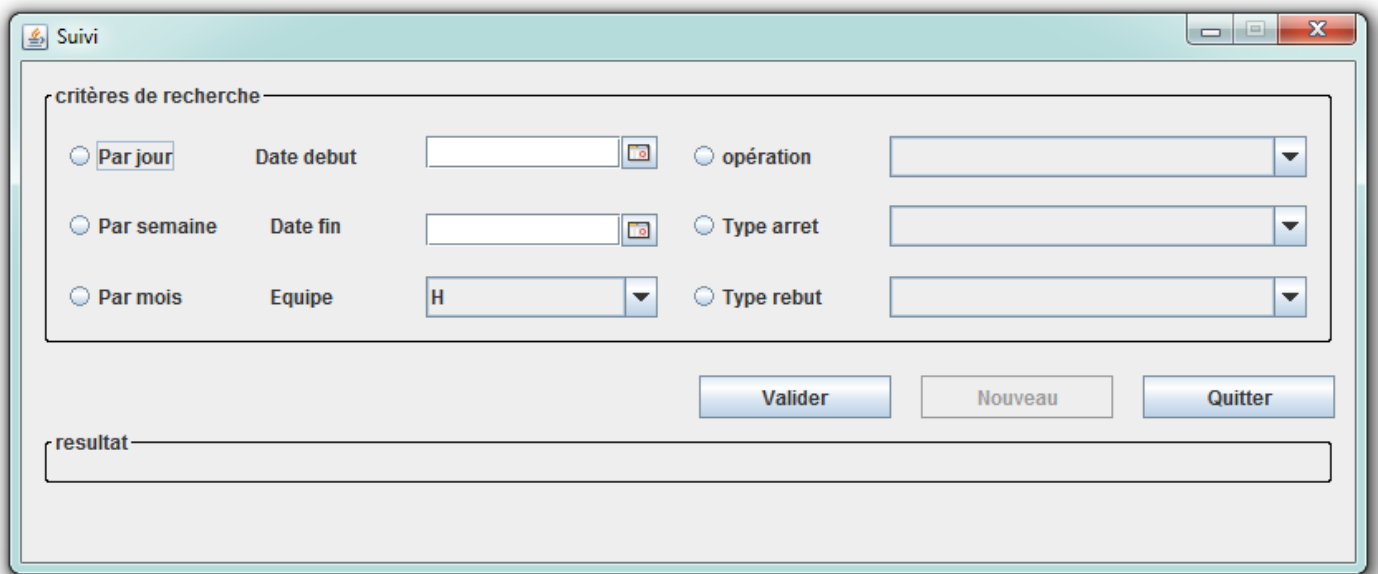 Suivi
critères de recherche
Par jour Date debut opération
Par semaine Date fin Type arret
Par mois Equipe H Type rebut
Valider Nouveau Quitter
resultat